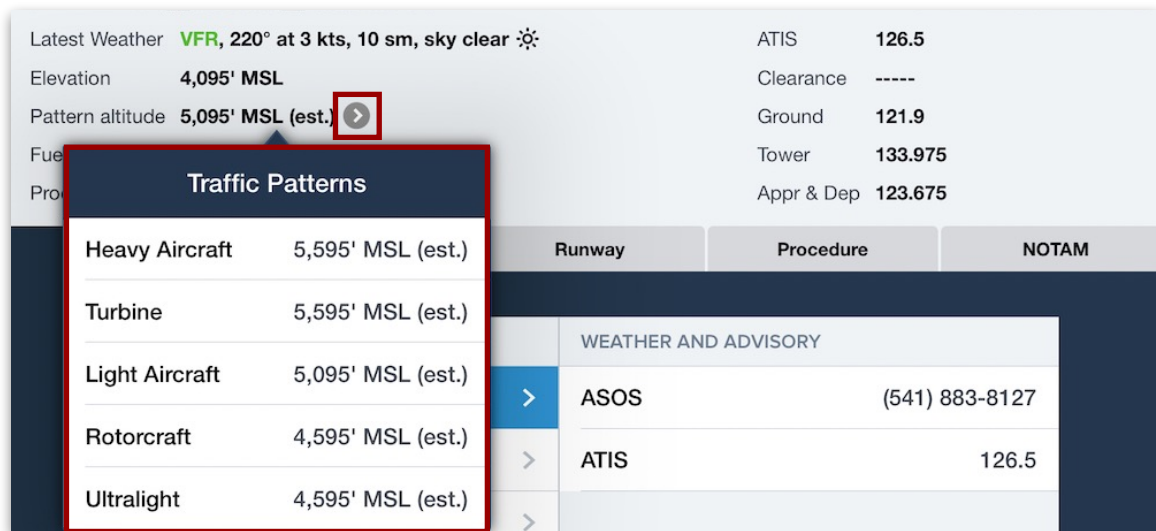 Latest Weather VFR, 220° at 3 kts, 10 sm, sky clear
Elevation 4,095' MSL
Pattern altitude 5,095' MSL (est.)
Fue
Pro
ATIS 126.5
Clearance -----
Ground 121.9
Tower 133.975
Appr & Dep 123.675
Traffic Patterns
Heavy Aircraft 5,595' MSL (est.)
Turbine 5,595' MSL (est.)
Light Aircraft 5,095' MSL (est.)
Rotorcraft 4,595' MSL (est.)
Ultralight 4,595' MSL (est.)
Runway
Procedure
NOTAM
WEATHER AND ADVISORY
ASOS (541) 883-8127
ATIS 126.5